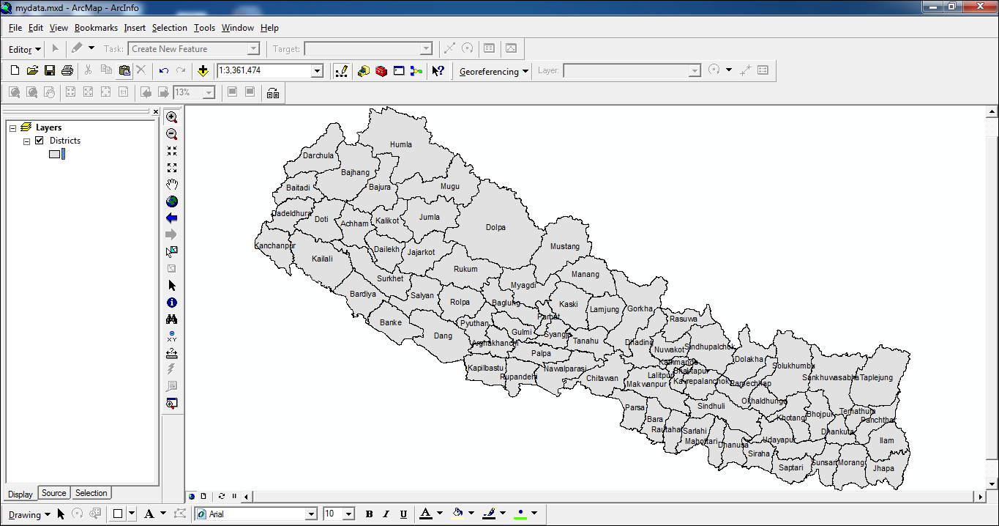 mydata.mxd - ArcMap - ArcInfo
File Edit View Bookmarks Insert Selection Tools Window Help
Editor Task: Create New Feature Target:
1:3,361,474 Georeferencing Layer:
13%
Layers
Districts
Display Source Selection
Drawing A Arial 10 B I U A
Humla
Darchula
Bajhang
Bajura
Mugu
Baitadi
Dadeldhura
Doti
Achham
Kalikot
Jumla
Dolpa
Kanchanpur
Kailali
Dailekh
Jajarkot
Mustang
Rukum
Manang
Surkhet
Myagdi
Bardiya
Salyan
Rolpa
Baglung
Kaski
Lamjung
Gorkha
Parbat
Rasuwa
Banke
Pyuthan
Gulmi
Syangja
Dang
Arghakhanchi
Tanahu
Dhading
Nuwakot
Sindhupalchok
Palpa
Dolakha
Kathmandu
Solukhumbu
Kapilbastu
Rupandehi
Nawalparasi
Chitawan
Bhaktapur
Lalitpur
Makwanpur
Kavrepalanchok
Ramechhap
Sankhuwasabha
Taplejung
Parsa
Sindhuli
Okhaldhunga
Bara
Khotang
Bhojpur
Terhathum
Panchthar
Rautahat
Sarlahi
Dhankuta
Mahottari
Dhanusa
Udayapur
Ilam
Siraha
Saptari
Sunsari
Morang
Jhapa